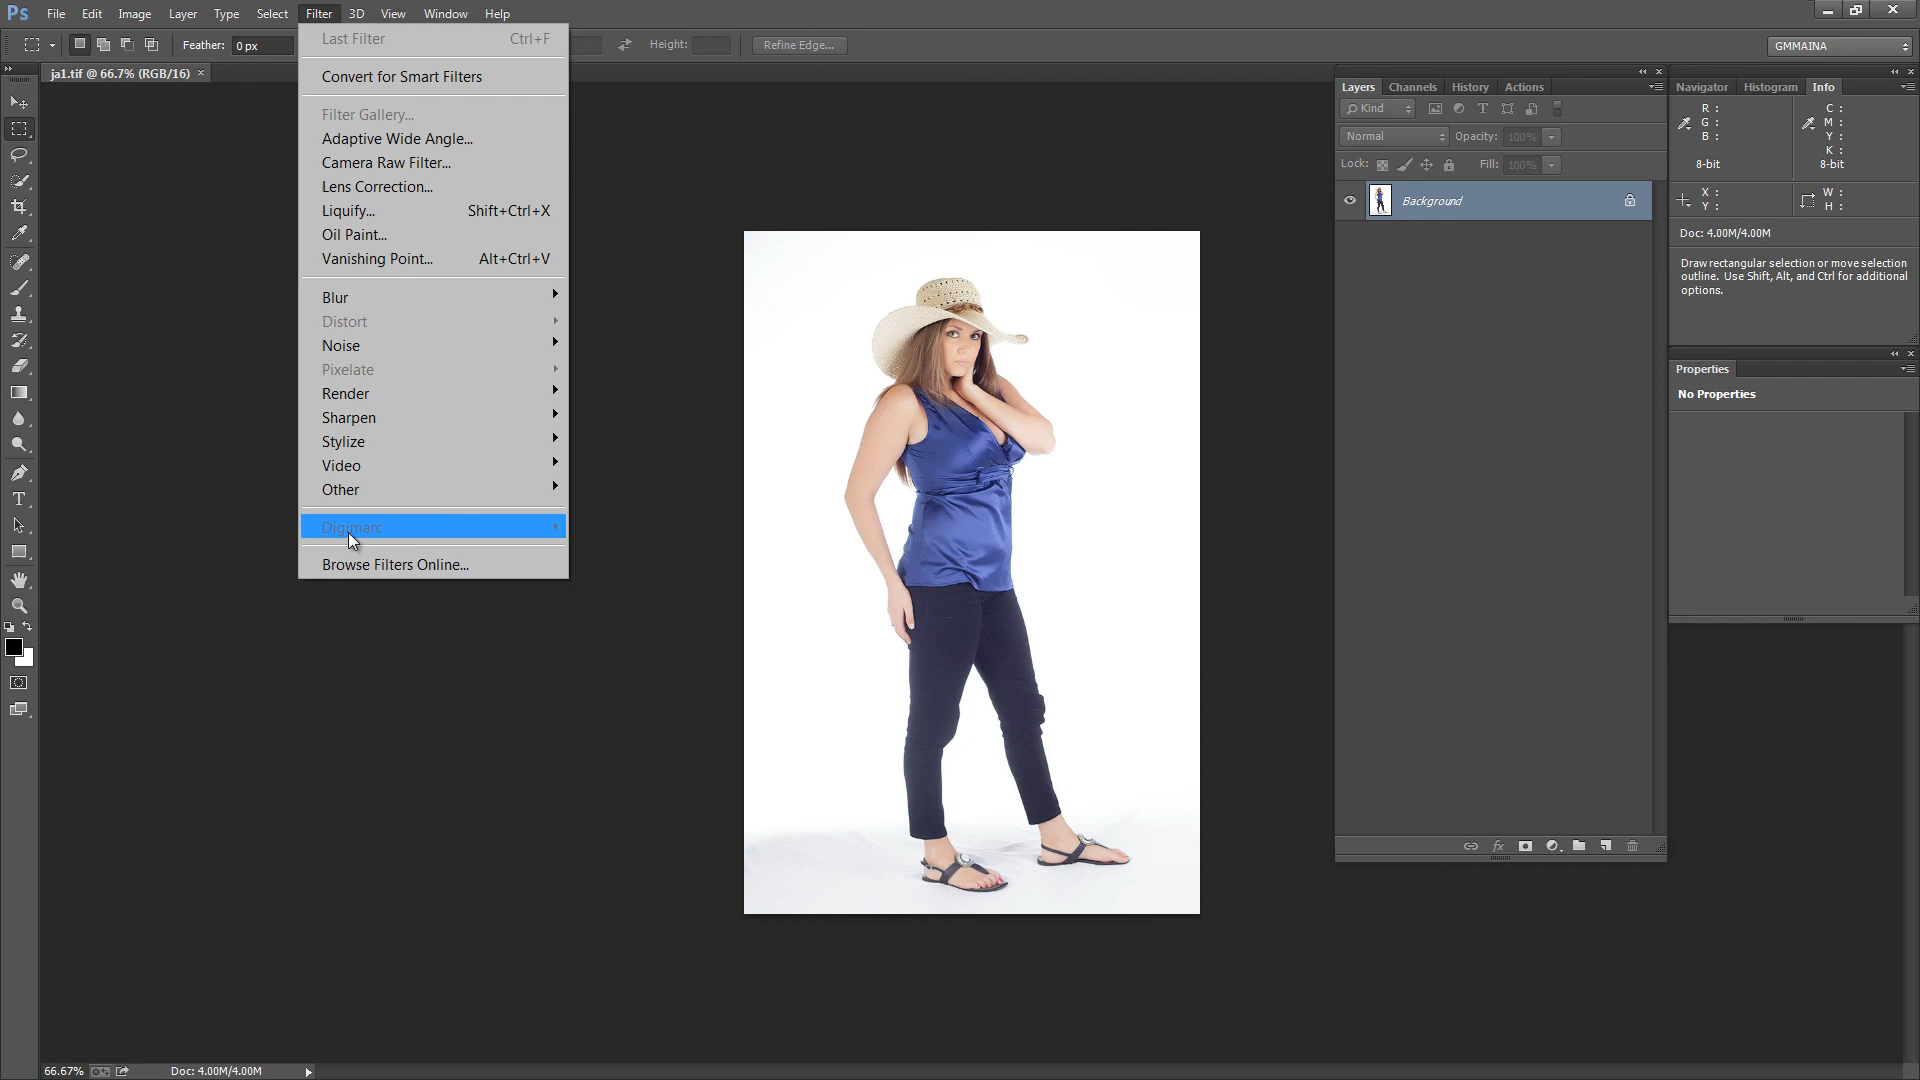 Ps File Edit Image Layer Type Select Filter 3D View Window Help
Feather: 0 px
Height:
Refine Edge...
GMMAINA
ja1.tif @ 66.7% (RGB/16) ×
Last Filter Ctrl+F
Convert for Smart Filters
Filter Gallery...
Adaptive Wide Angle...
Camera Raw Filter...
Lens Correction...
Liquify... Shift+Ctrl+X
Oil Paint...
Vanishing Point... Alt+Ctrl+V
Blur
Distort
Noise
Pixelate
Render
Sharpen
Stylize
Video
Other
Digimarc
Browse Filters Online...
Layers Channels History Actions
Kind
Normal Opacity: 100%
Lock: Fill: 100%
Background
Navigator Histogram Info
R : C :
G : M :
B : Y :
K :
8-bit 8-bit
X : W :
Y : H :
Doc: 4.00M/4.00M
Draw rectangular selection or move selection
outline. Use Shift, Alt, and Ctrl for additional
options.
Properties
No Properties
66.67% Doc: 4.00M/4.00M